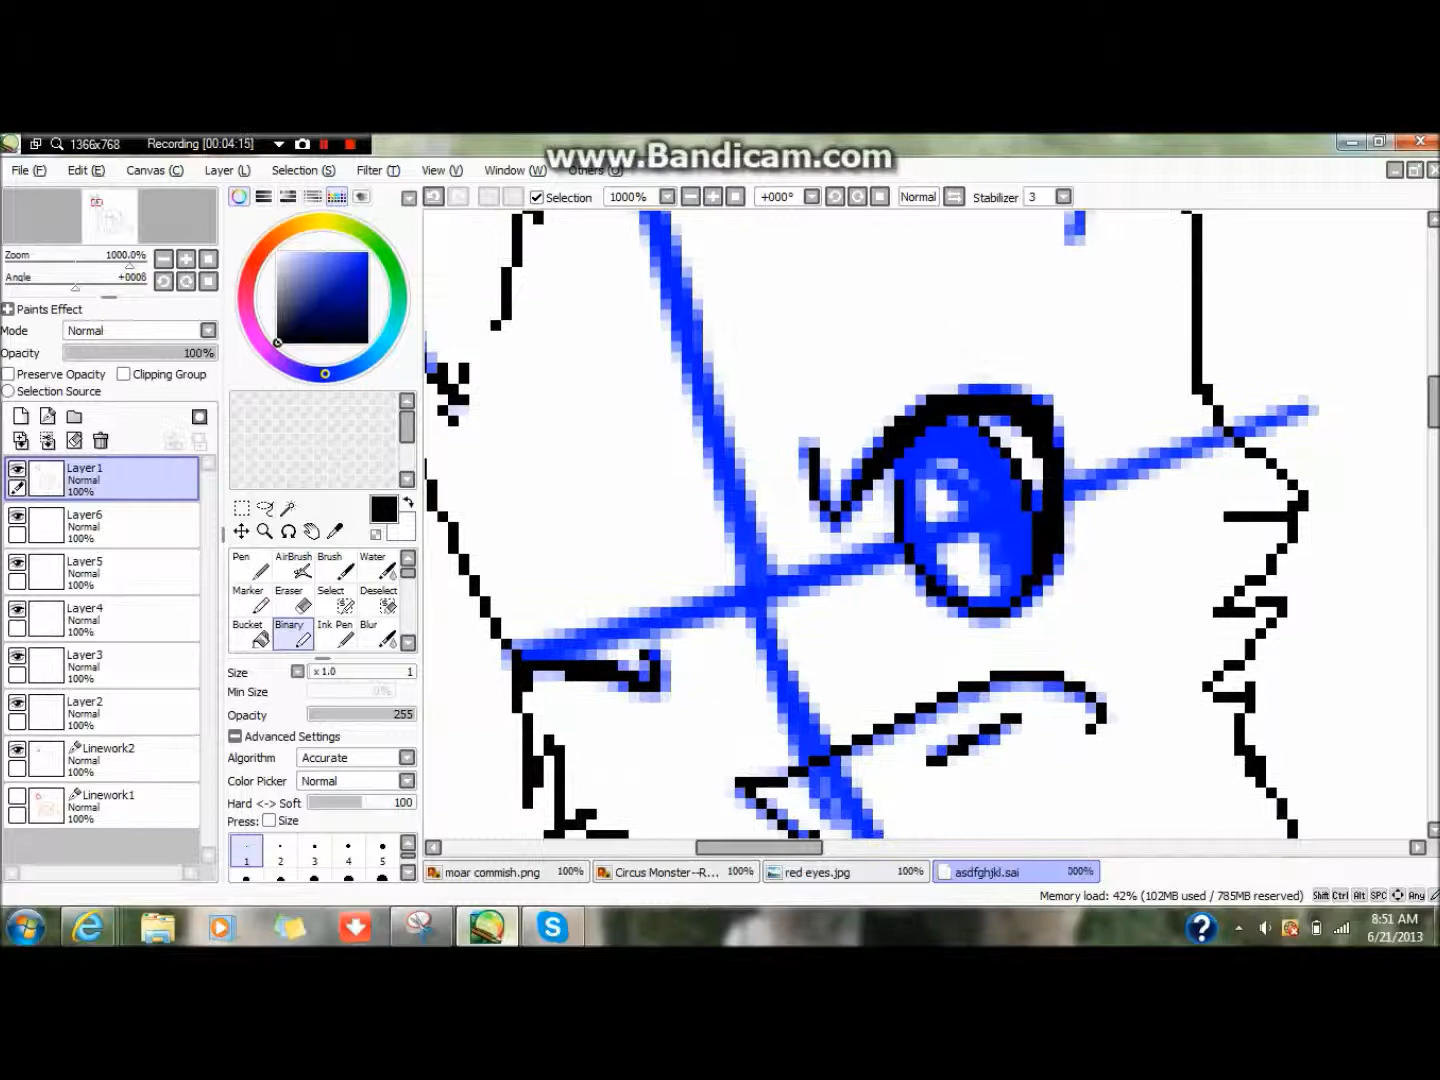 1366x768 Recording [00:04:15]
www.Bandicam.com
File (F) Edit (E) Canvas (C) Layer (L) Selection (S) Filter (T) View (V) Window (W) Others (O)
Selection 1000% +000° Normal Stabilizer 3
Zoom 1000.0%
Angle +0008
Paints Effect
Mode Normal
Opacity 100%
Preserve Opacity Clipping Group
Selection Source
Layer1
Normal
100%
Layer6
Normal
100%
Layer5
Normal
100%
Layer4
Normal
100%
Layer3
Normal
100%
Layer2
Normal
100%
Linework2
Normal
100%
Linework1
Normal
100%
Pen AirBrush Brush Water
Marker Eraser Select Deselect
Bucket Binary Ink Pen Blur
Size x 1.0 1
Min Size 0%
Opacity 255
Advanced Settings
Algorithm Accurate
Color Picker Normal
Hard <-> Soft 100
Press: Size
1 2 3 4 5
moar commish.png 100% Circus Monster--R... 100% red eyes.jpg 100% asdfghjkl.sai 000%
Memory load: 42% (102MB used / 785MB reserved) Shift Ctrl Alt SPC Any
8:51 AM
6/21/2013